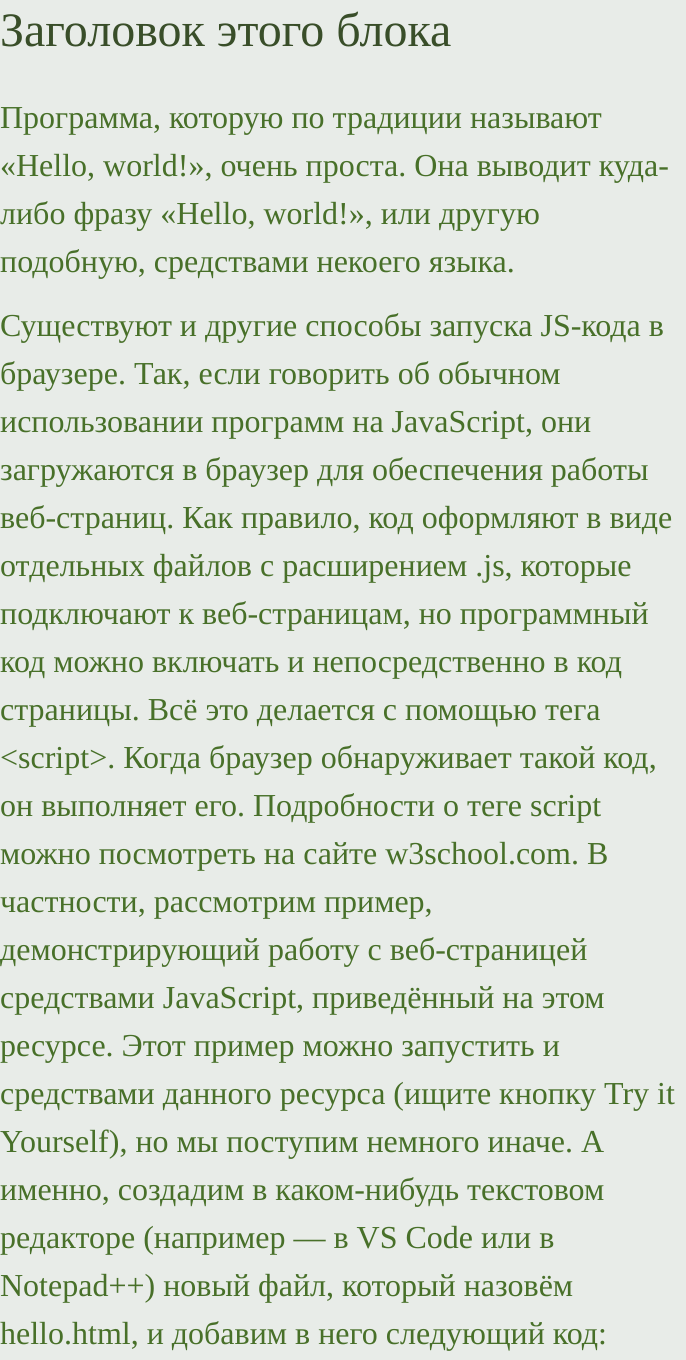 Заголовок этого блока
Программа, которую по традиции называют
«Hello, world!», очень проста. Она выводит куда-
либо фразу «Hello, world!», или другую
подобную, средствами некоего языка.
Существуют и другие способы запуска JS-кода в
браузере. Так, если говорить об обычном
использовании программ на JavaScript, они
загружаются в браузер для обеспечения работы
веб-страниц. Как правило, код оформляют в виде
отдельных файлов с расширением .js, которые
подключают к веб-страницам, но программный
код можно включать и непосредственно в код
страницы. Всё это делается с помощью тега
<script>. Когда браузер обнаруживает такой код,
он выполняет его. Подробности о теге script
можно посмотреть на сайте w3school.com. В
частности, рассмотрим пример,
демонстрирующий работу с веб-страницей
средствами JavaScript, приведённый на этом
ресурсе. Этот пример можно запустить и
средствами данного ресурса (ищите кнопку Try it
Yourself), но мы поступим немного иначе. А
именно, создадим в каком-нибудь текстовом
редакторе (например — в VS Code или в
Notepad++) новый файл, который назовём
hello.html, и добавим в него следующий код: